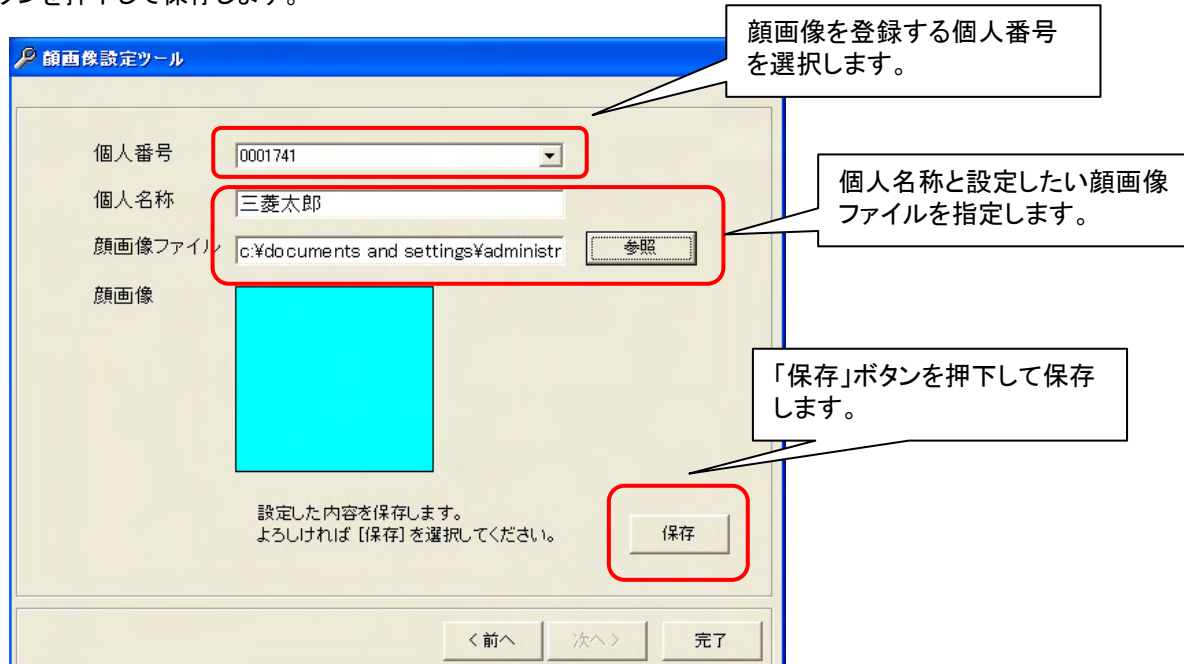 ンを押下して保存します。
顔画像を登録する個人番号
を選択します。
顔画像設定ツール
個人番号
0001741
個人名称と設定したい顔画像
ファイルを指定します。
個人名称
三菱太郎
顔画像ファイル
c:¥documents and settings¥administr
参照
顔画像
「保存」ボタンを押下して保存
します。
設定した内容を保存します。
よろしければ [保存] を選択してください。
保存
< 前へ
次へ >
完了